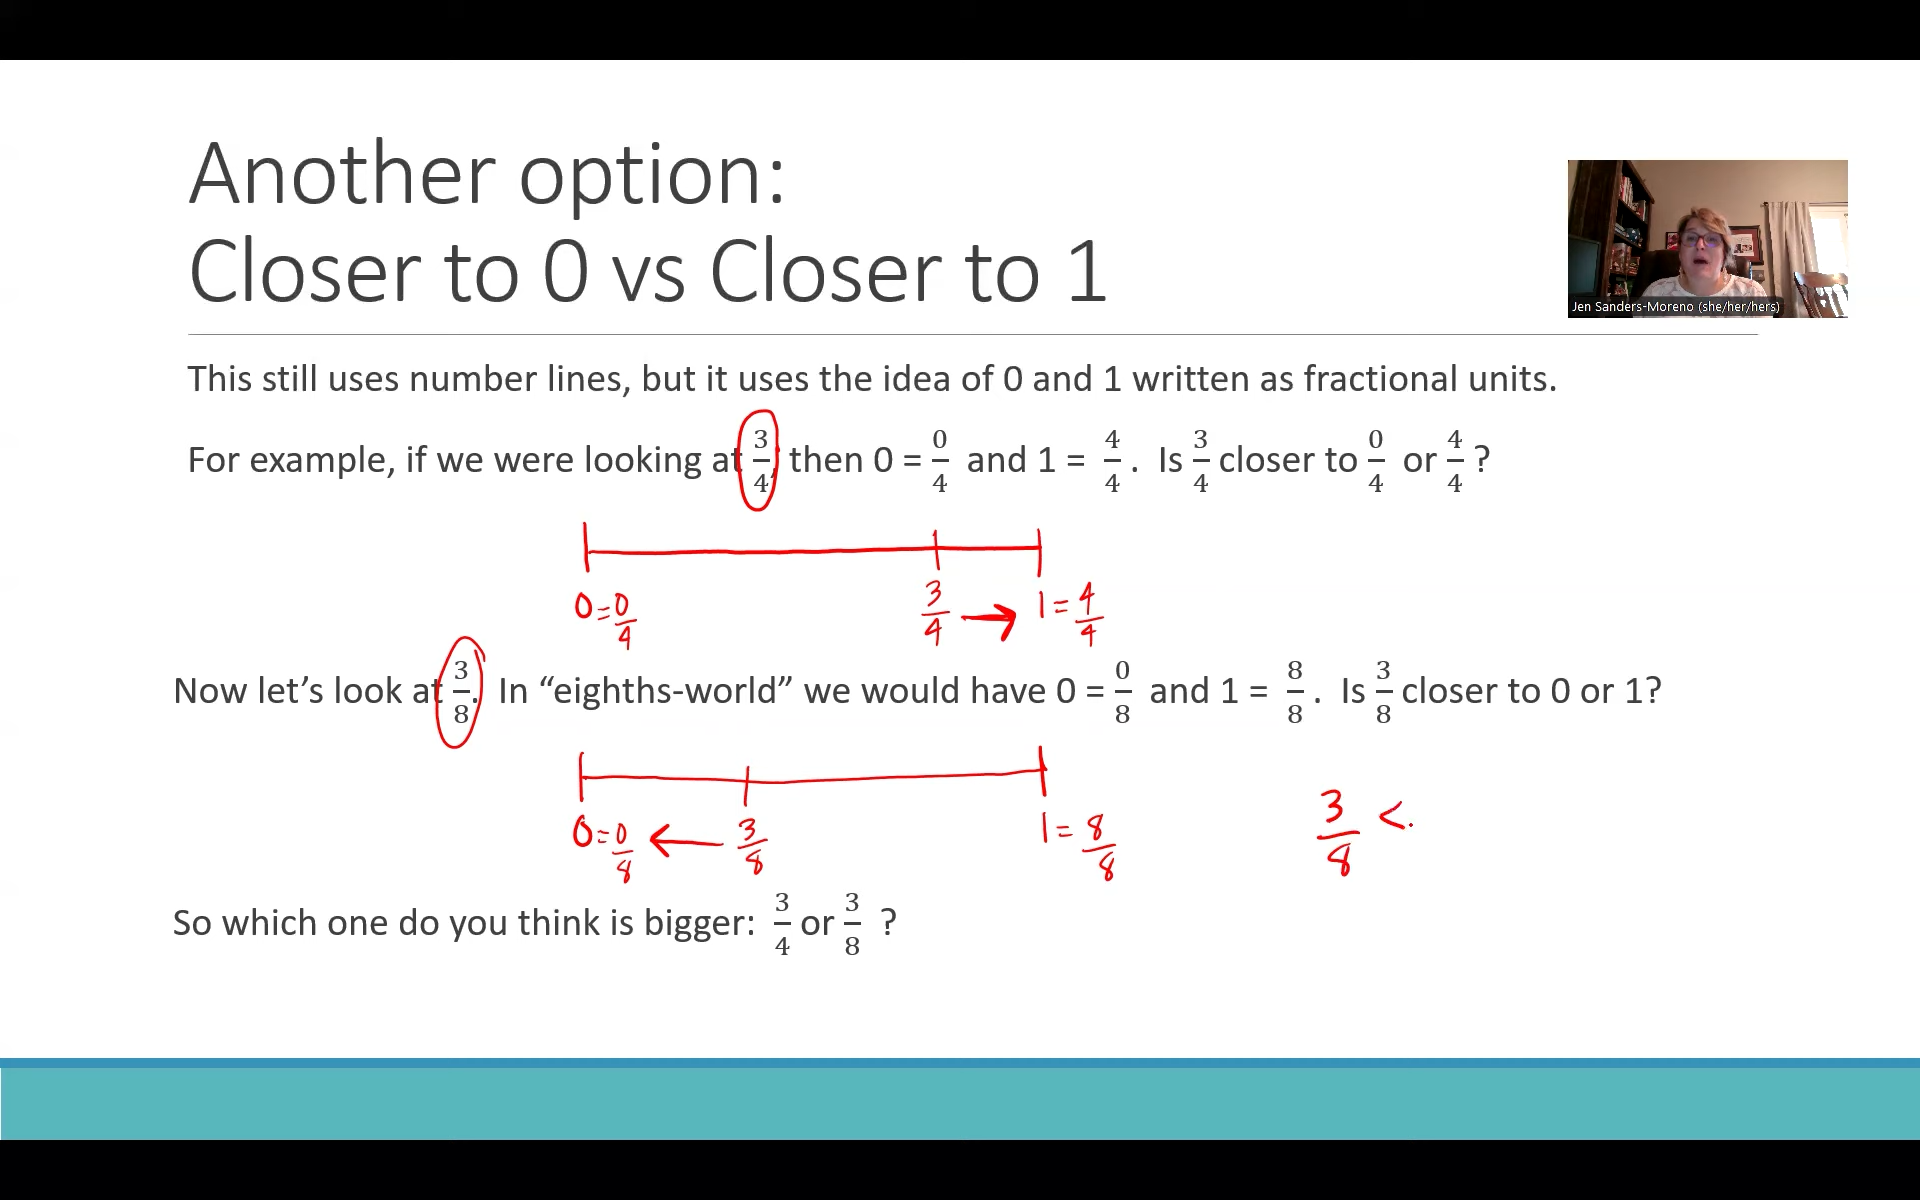 Another option:
Closer to 0 vs Closer to 1
Jen Sanders-Moreno (she/her/hers)
This still uses number lines, but it uses the idea of 0 and 1 written as fractional units.
For example, if we were looking at 3/4, then 0 = 0/4 and 1 = 4/4. Is 3/4 closer to 0/4 or 4/4 ?
0=0/4 3/4 → 1=4/4
Now let's look at 3/8. In “eighths-world” we would have 0 = 0/8 and 1 = 8/8. Is 3/8 closer to 0 or 1?
0=0/8 ← 3/8 1=8/8
3/8 <
So which one do you think is bigger: 3/4 or 3/8 ?